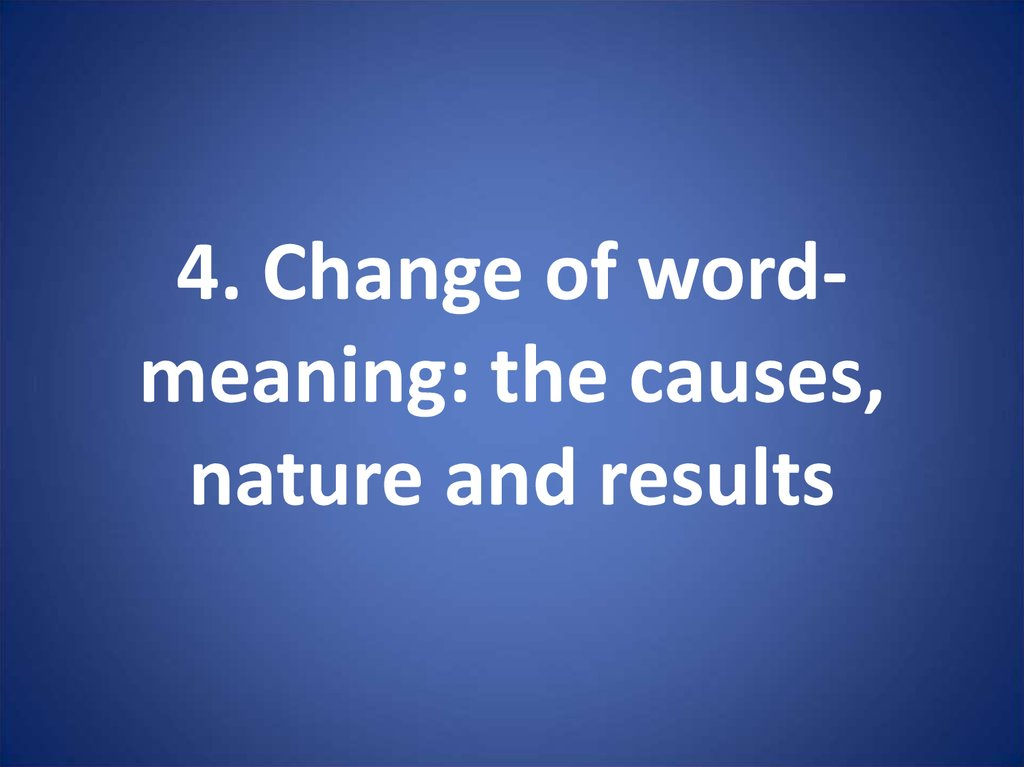 4. Change of word-
meaning: the causes,
nature and results